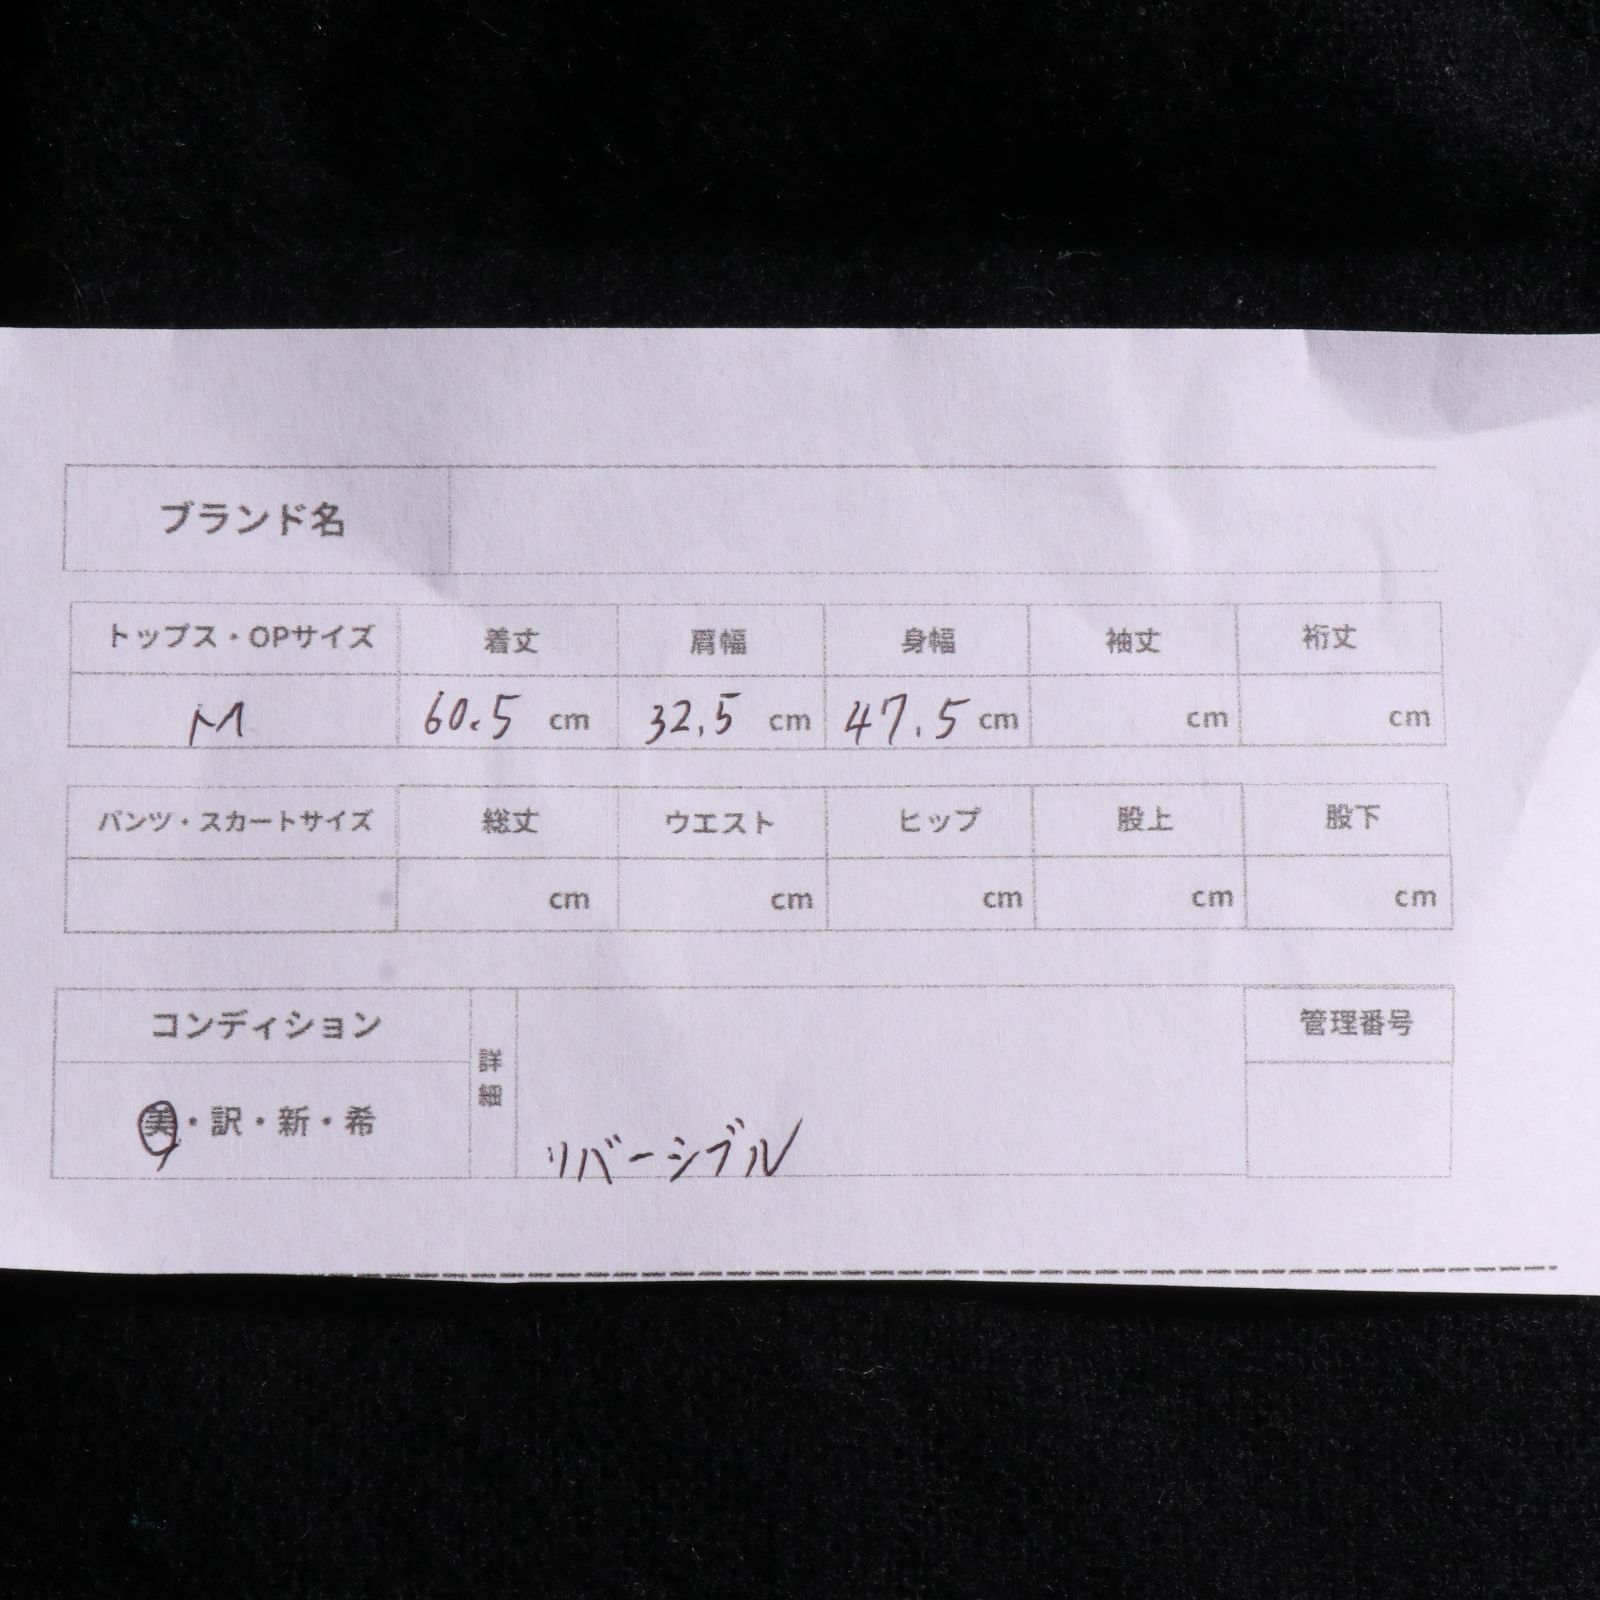 ブランド名
トップス・OPサイズ 着丈 肩幅 身幅 袖丈 裄丈
M 60.5 cm 32.5 cm 47.5 cm cm cm
パンツ・スカートサイズ 総丈 ウエスト ヒップ 股上 股下
cm cm cm cm cm
コンディション 詳細 管理番号
美・訳・新・希
リバーシブル